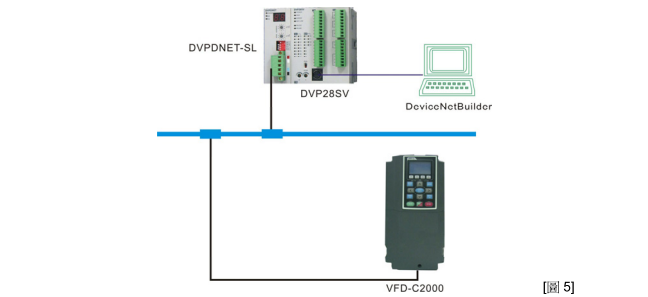 DVPDNET-SL
DVP28SV
DeviceNetBuilder
VFD-C2000
[圖 5]